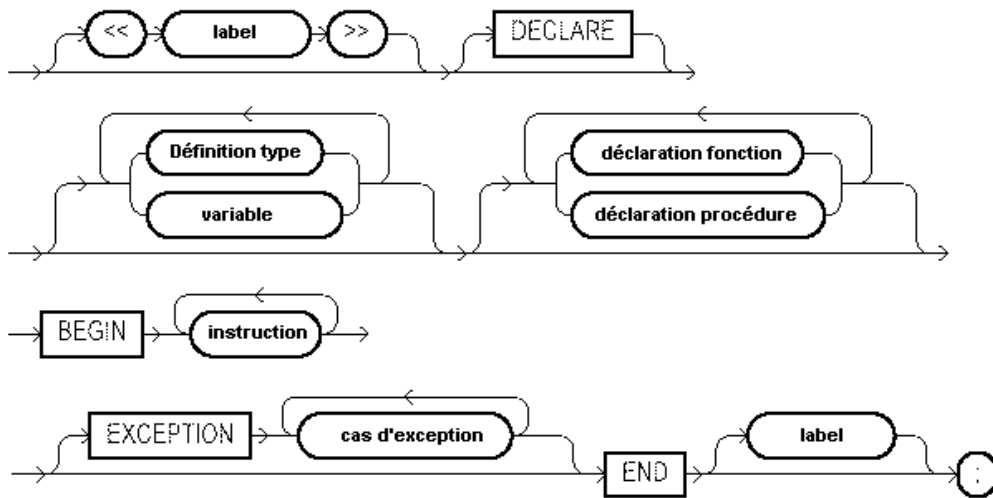 << label >> DECLARE
Définition type déclaration fonction
variable déclaration procédure
BEGIN instruction
EXCEPTION cas d'exception END label ;